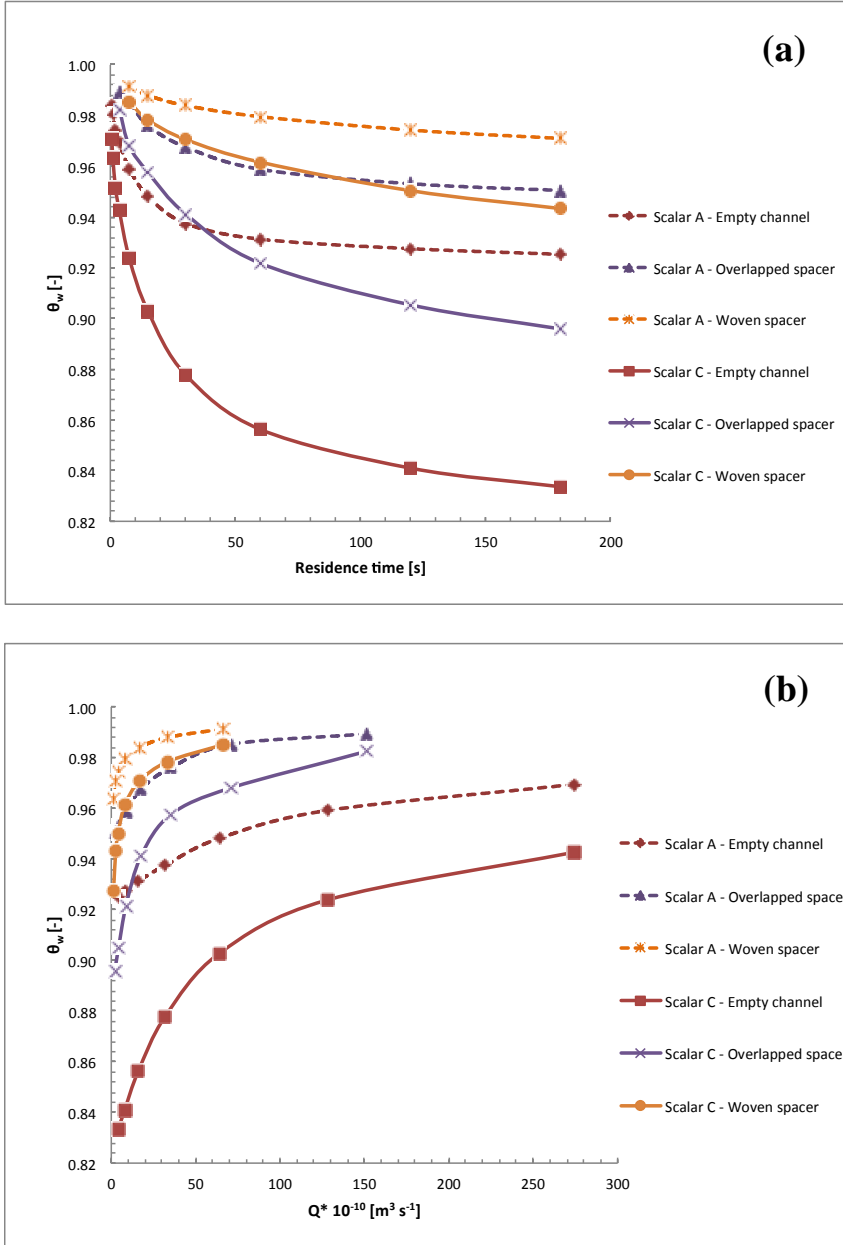 (a)
1.00
0.98
0.96
0.94
0.92
0.90
0.88
0.86
0.84
0.82
θw [-]
0 50 100 150 200
Residence time [s]
Scalar A - Empty channel
Scalar A - Overlapped spacer
Scalar A - Woven spacer
Scalar C - Empty channel
Scalar C - Overlapped spacer
Scalar C - Woven spacer
(b)
1.00
0.98
0.96
0.94
0.92
0.90
0.88
0.86
0.84
0.82
θw [-]
0 50 100 150 200 250 300
Q* 10⁻¹⁰ [m³ s⁻¹]
Scalar A - Empty channel
Scalar A - Overlapped space
Scalar A - Woven spacer
Scalar C - Empty channel
Scalar C - Overlapped space
Scalar C - Woven spacer